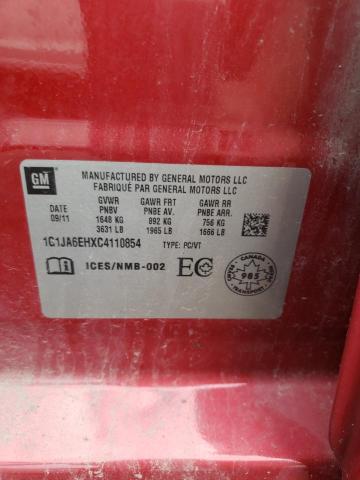 GM
MANUFACTURED BY GENERAL MOTORS LLC
FABRIQUÉ PAR GENERAL MOTORS LLC
GVWR GAWR FRT GAWR RR
DATE PNBV PNBE AV. PNBE ARR.
09/11 1648 KG 892 KG 756 KG
3631 LB 1965 LB 1666 LB
1G1JA6EHXC4110854 TYPE: PC/VT
i ICES/NMB-002 EC
CANADA
985
TRANSPORT